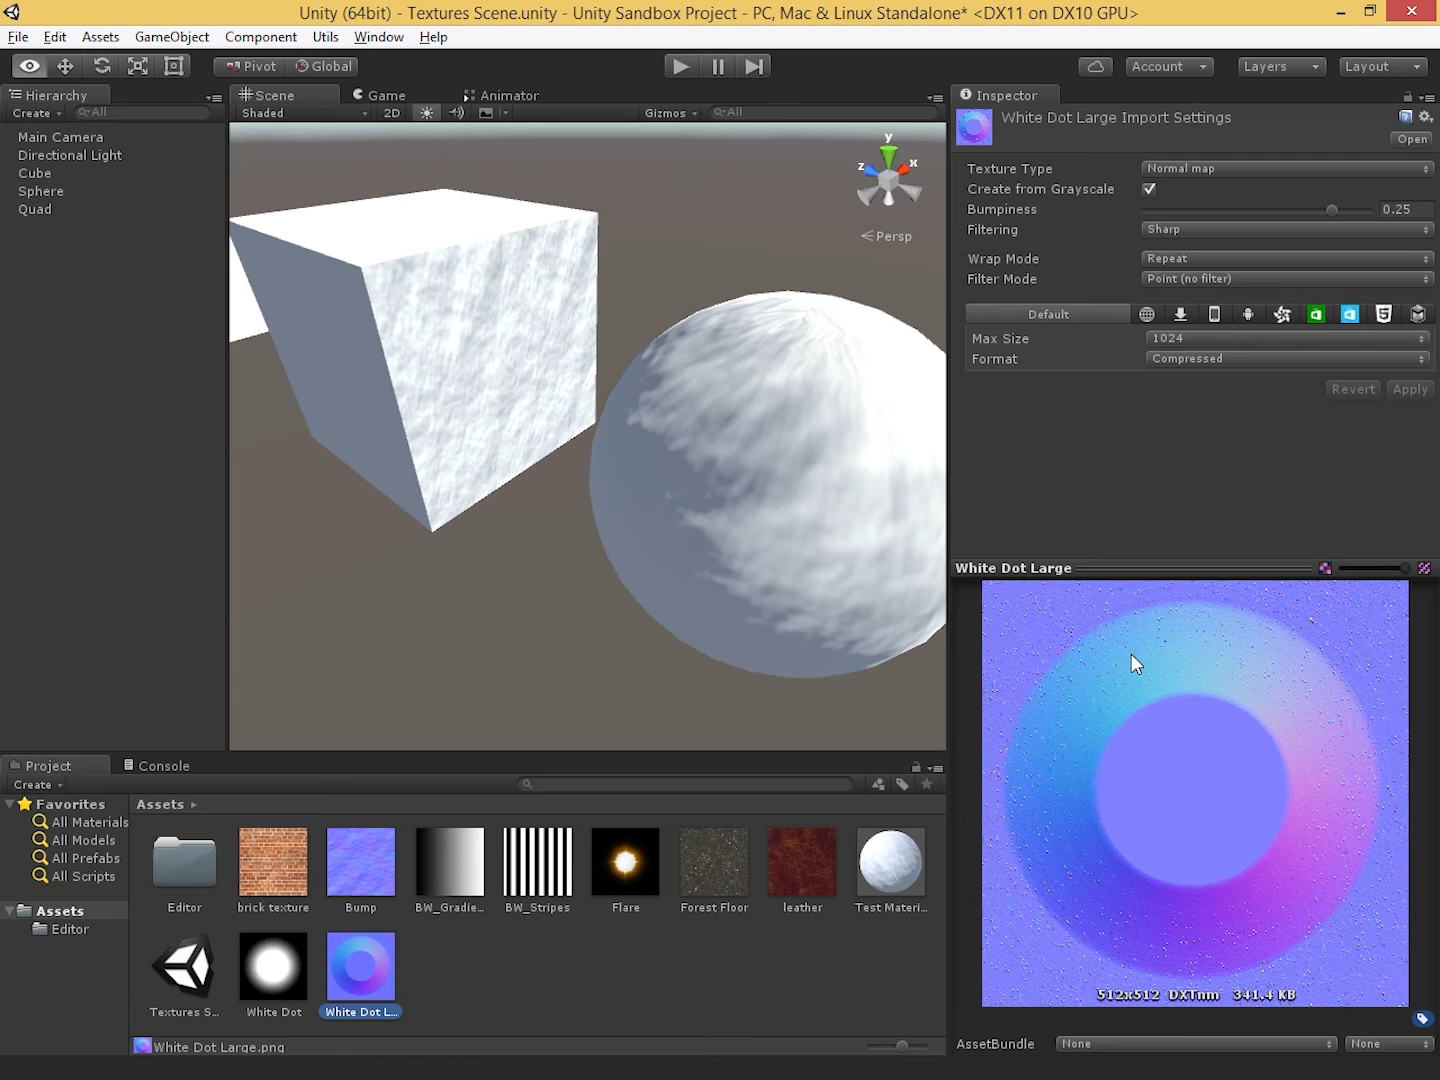 Unity (64bit) - Textures Scene.unity - Unity Sandbox Project - PC, Mac & Linux Standalone* <DX11 on DX10 GPU>
File Edit Assets GameObject Component Utils Window Help
Pivot Global Account Layers Layout
Hierarchy
Create All
Main Camera
Directional Light
Cube
Sphere
Quad
Scene Game Animator
Shaded 2D Gizmos All
y
z x
Persp
Inspector
White Dot Large Import Settings
Open
Texture Type Normal map
Create from Grayscale
Bumpiness 0.25
Filtering Sharp
Wrap Mode Repeat
Filter Mode Point (no filter)
Default
Max Size 1024
Format Compressed
Revert Apply
White Dot Large
512x512 DXTnm 341.4 KB
AssetBundle None None
Project Console
Create
Favorites
All Materials
All Models
All Prefabs
All Scripts
Assets
Editor
Assets
Editor brick texture Bump BW_Gradie... BW_Stripes Flare Forest Floor leather Test Materi...
Textures S... White Dot White Dot L...
White Dot Large.png